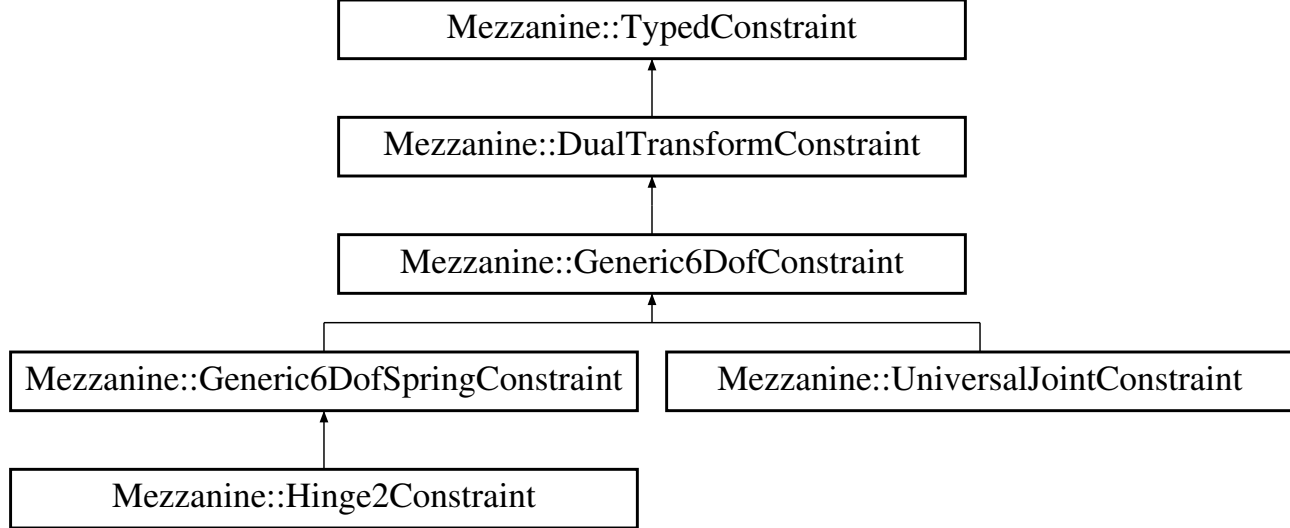 Mezzanine::TypedConstraint
Mezzanine::DualTransformConstraint
Mezzanine::Generic6DofConstraint
Mezzanine::Generic6DofSpringConstraint
Mezzanine::UniversalJointConstraint
Mezzanine::Hinge2Constraint